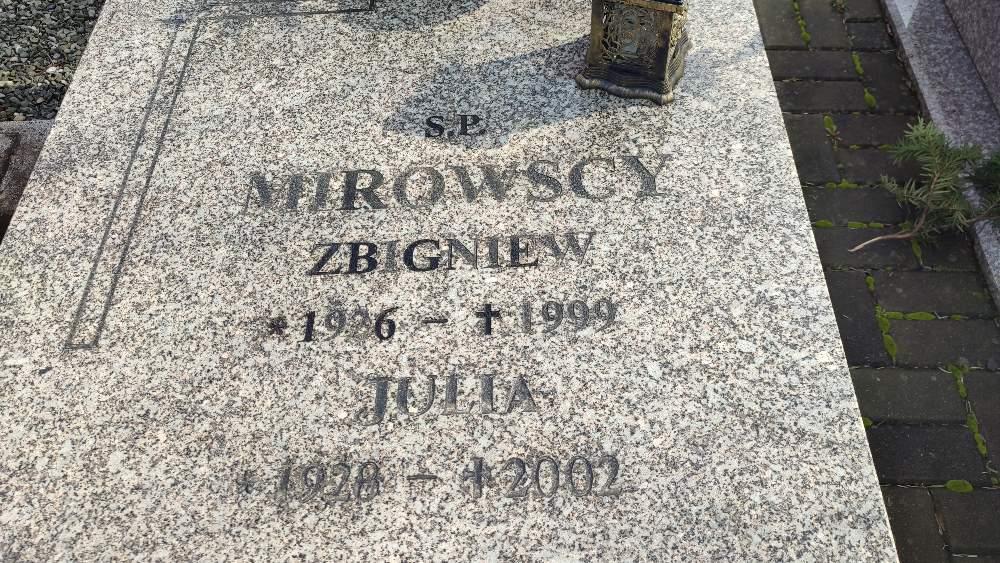 S.P.
MIROWSCY
ZBIGNIEW
* 1926 - ✝ 1999
JULIA
* 1928 - ✝ 2002